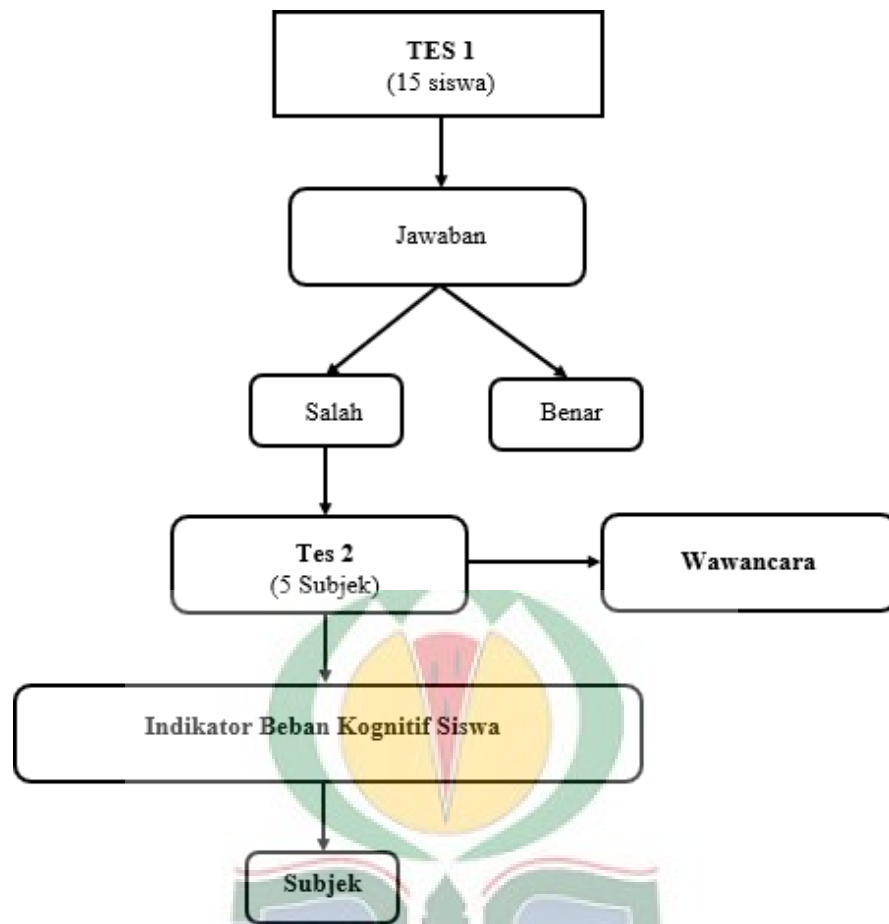 TES 1
(15 siswa)
Jawaban
Salah
Benar
Tes 2
(5 Subjek)
Wawancara
Indikator Beban Kognitif Siswa
Subjek